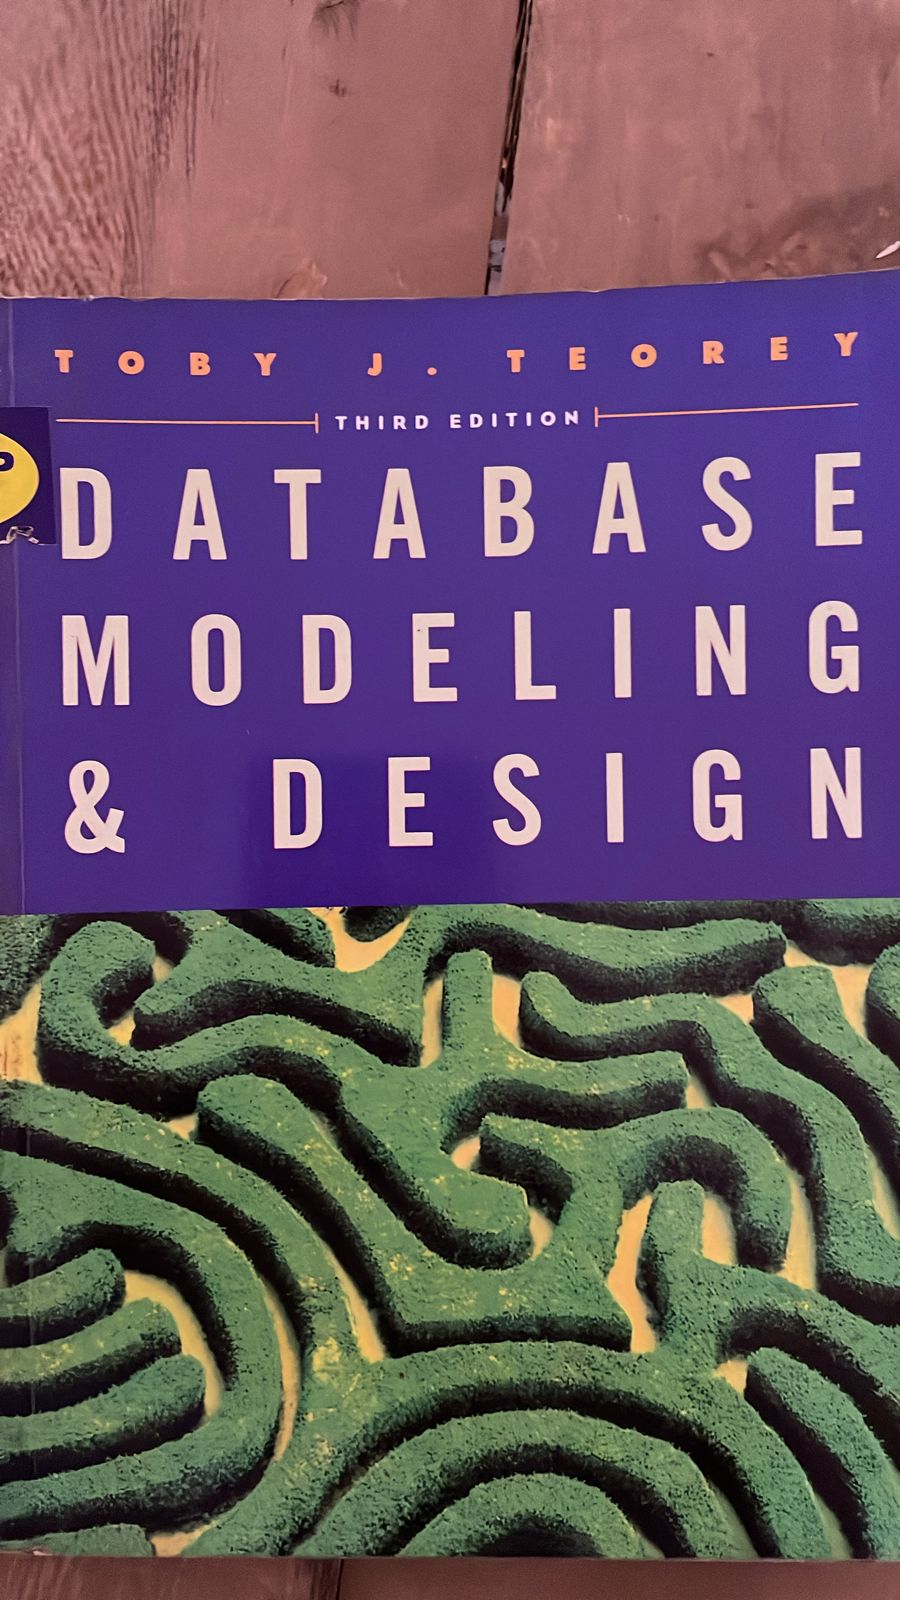 TOBY J. TEOREY
THIRD EDITION
DATABASE
MODELING
& DESIGN